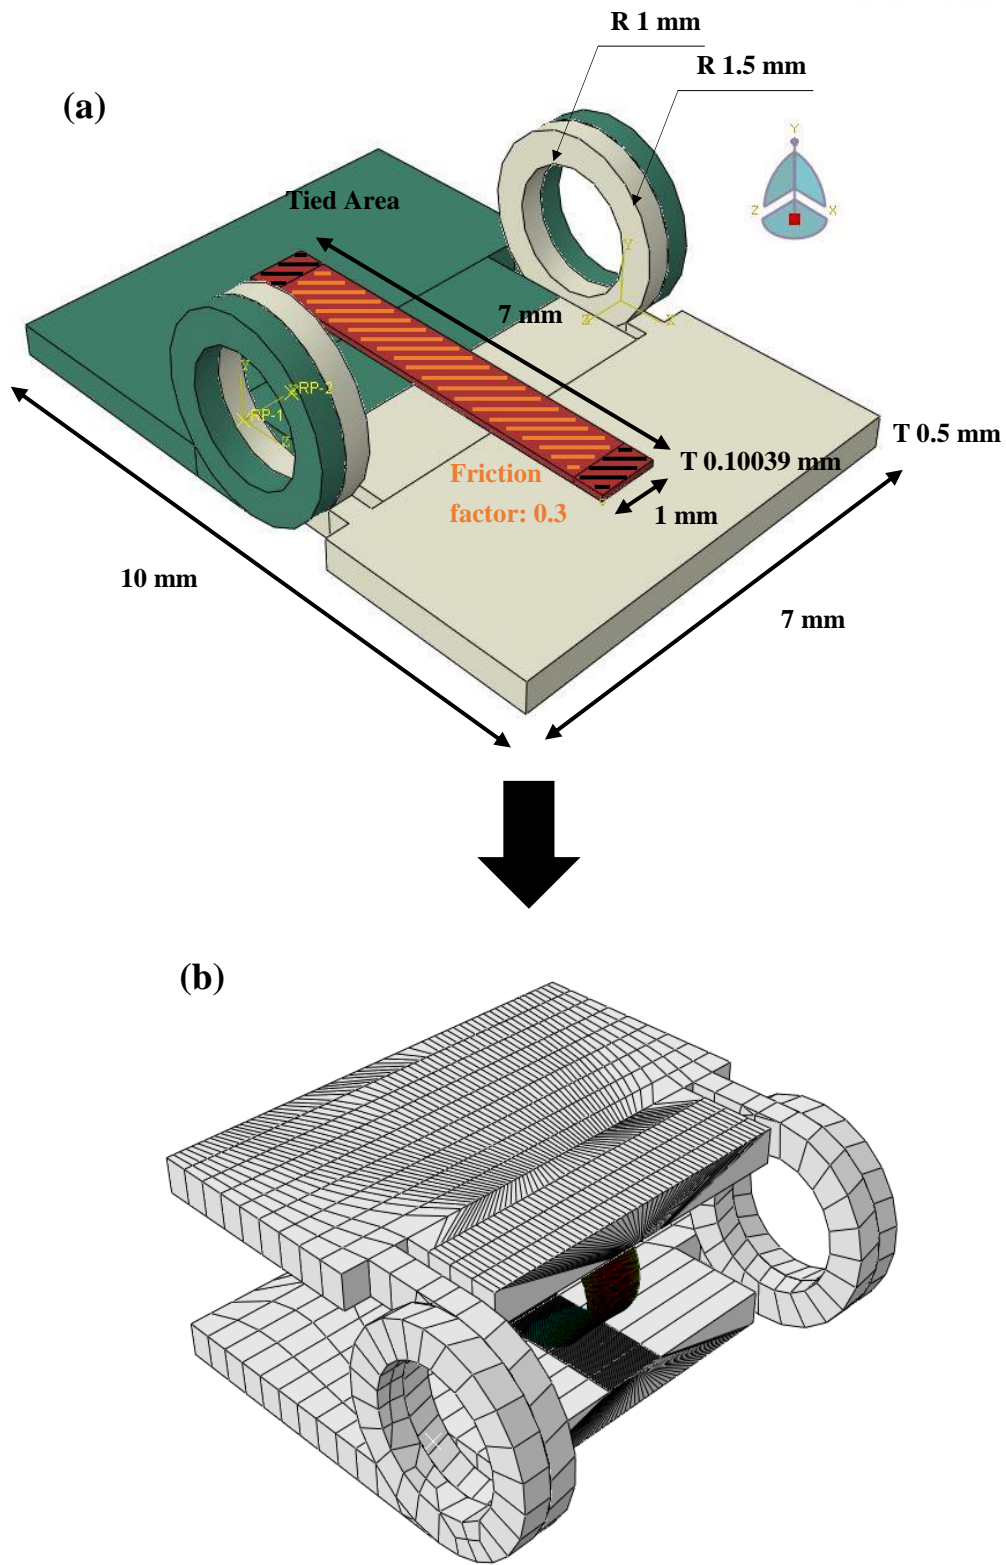 R 1 mm
R 1.5 mm
(a)
Y
Z
X
Tied Area
Y
Z
X
7 mm
RP-2
Y
RP-1
Z
T 0.5 mm
T 0.10039 mm
Friction
factor: 0.3
1 mm
10 mm
7 mm
(b)